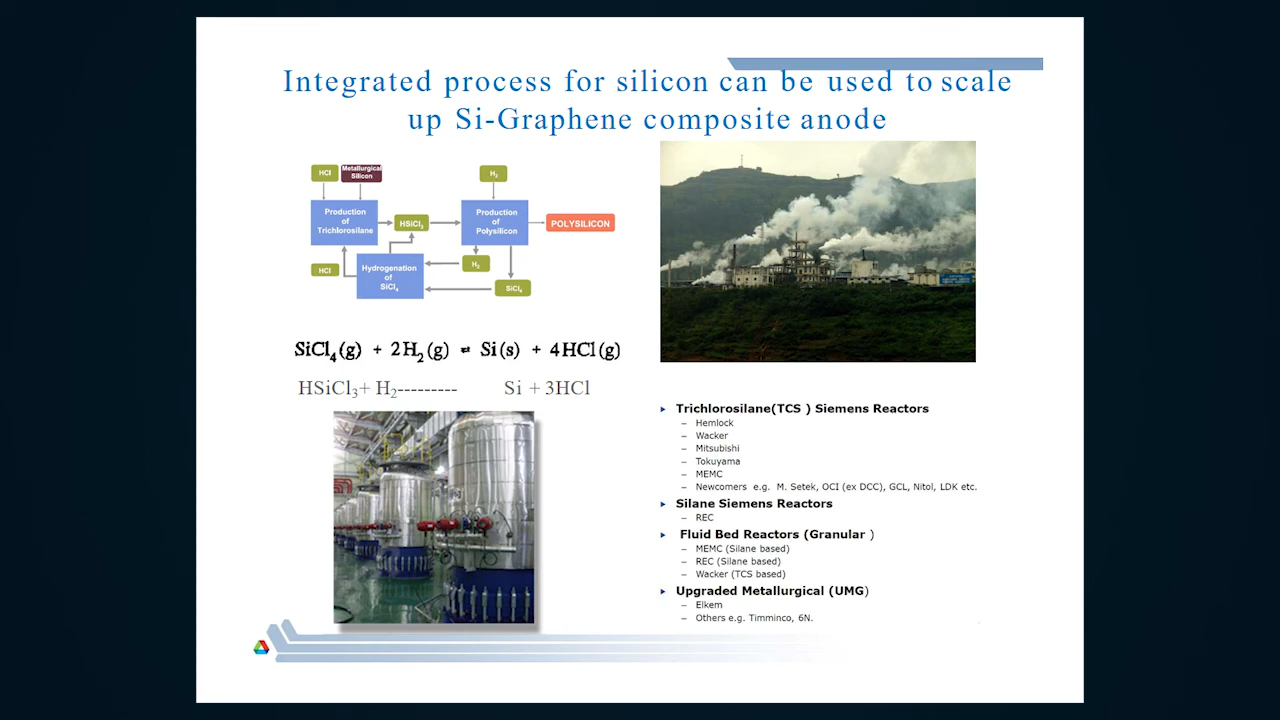 Integrated process for silicon can be used to scale
up Si-Graphene composite anode
HCl
Metallurgical
Silicon
H₂
Production
of
Trichlorosilane
HSiCl₃
Production
of
Polysilicon
POLYSILICON
HCl
Hydrogenation
of
SiCl₄
H₂
SiCl₄
SiCl₄(g) + 2H₂(g) ⇌ Si(s) + 4HCl(g)
HSiCl₃+ H₂--------- Si + 3HCl
▸ Trichlorosilane(TCS ) Siemens Reactors
– Hemlock
– Wacker
– Mitsubishi
– Tokuyama
– MEMC
– Newcomers e.g. M. Setek, OCI (ex DCC), GCL, Nitol, LDK etc.
▸ Silane Siemens Reactors
– REC
▸ Fluid Bed Reactors (Granular )
– MEMC (Silane based)
– REC (Silane based)
– Wacker (TCS based)
▸ Upgraded Metallurgical (UMG)
– Elkem
– Others e.g. Timminco, 6N.